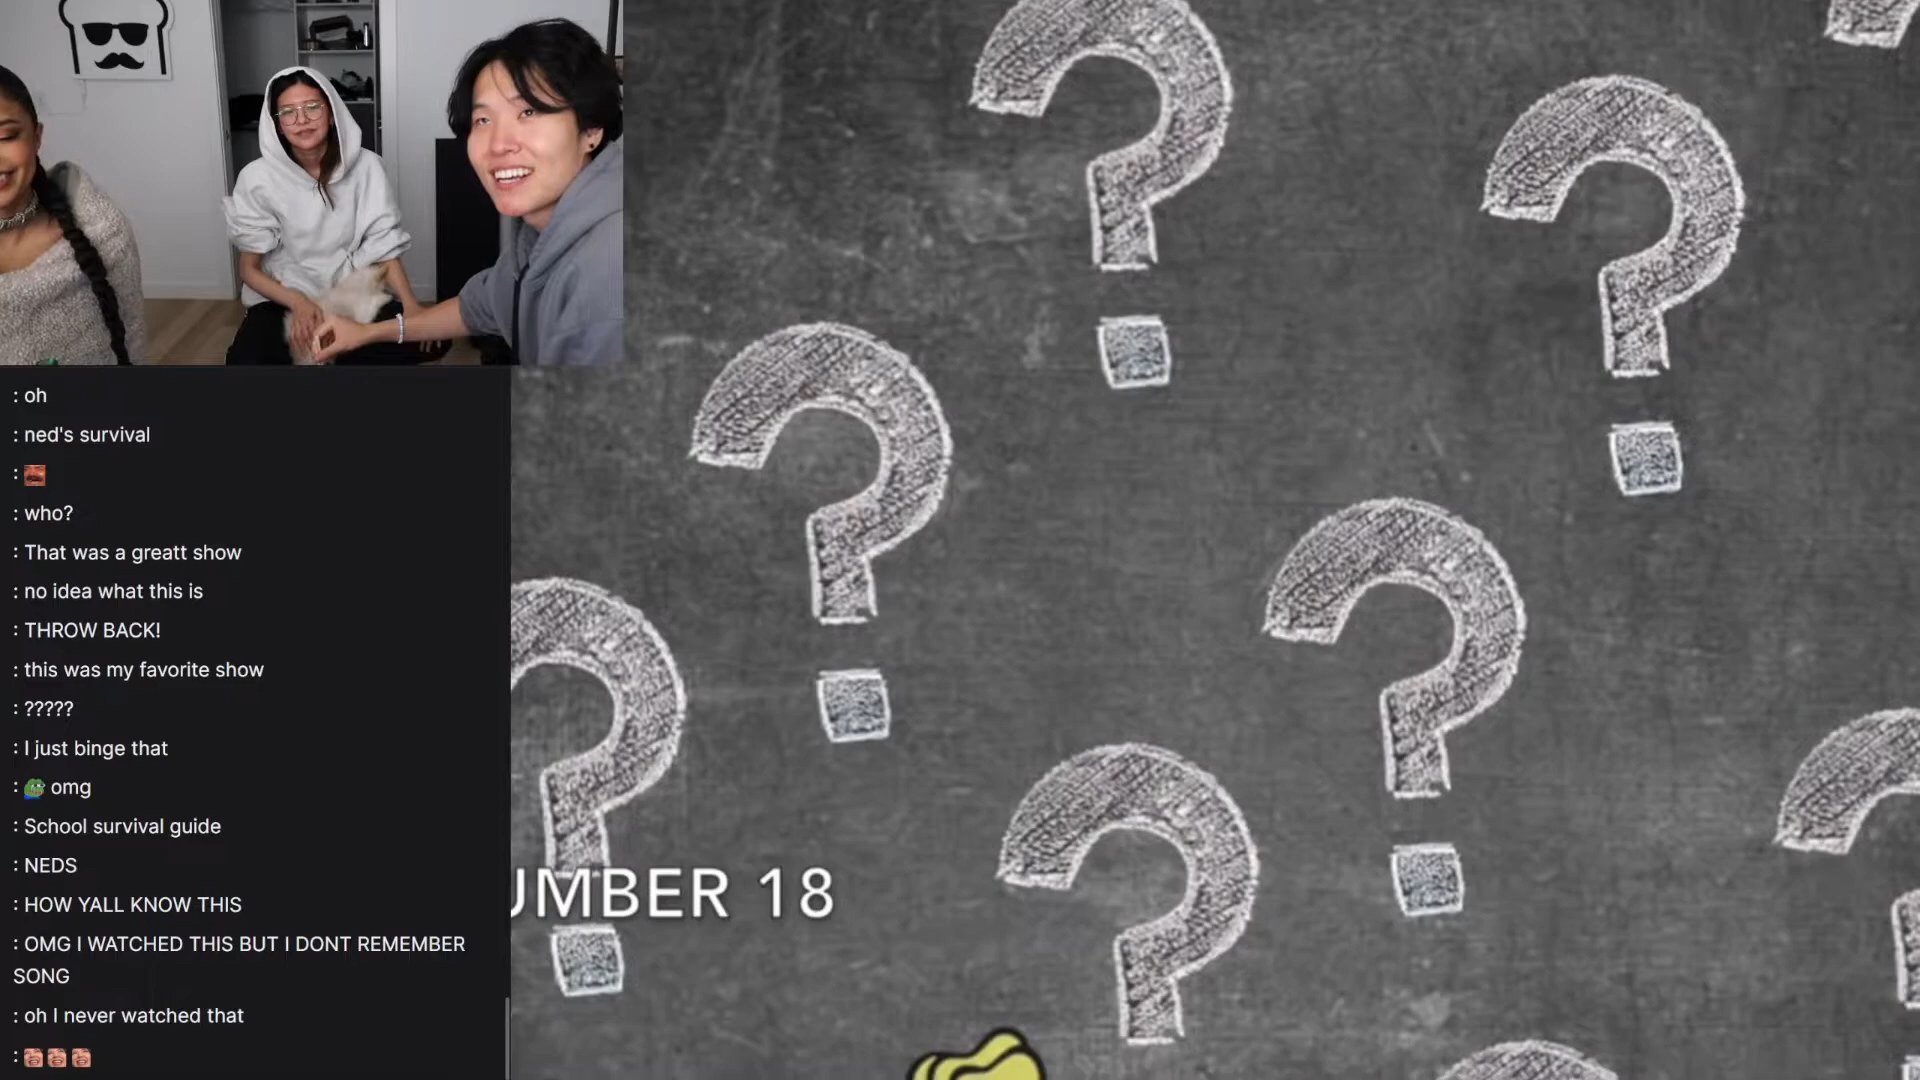 : oh
: ned's survival
:
: who?
: That was a greatt show
: no idea what this is
: THROW BACK!
: this was my favorite show
: ?????
: I just binge that
: omg
: School survival guide
: NEDS
: HOW YALL KNOW THIS
: OMG I WATCHED THIS BUT I DONT REMEMBER
SONG
: oh I never watched that
:
UMBER 18